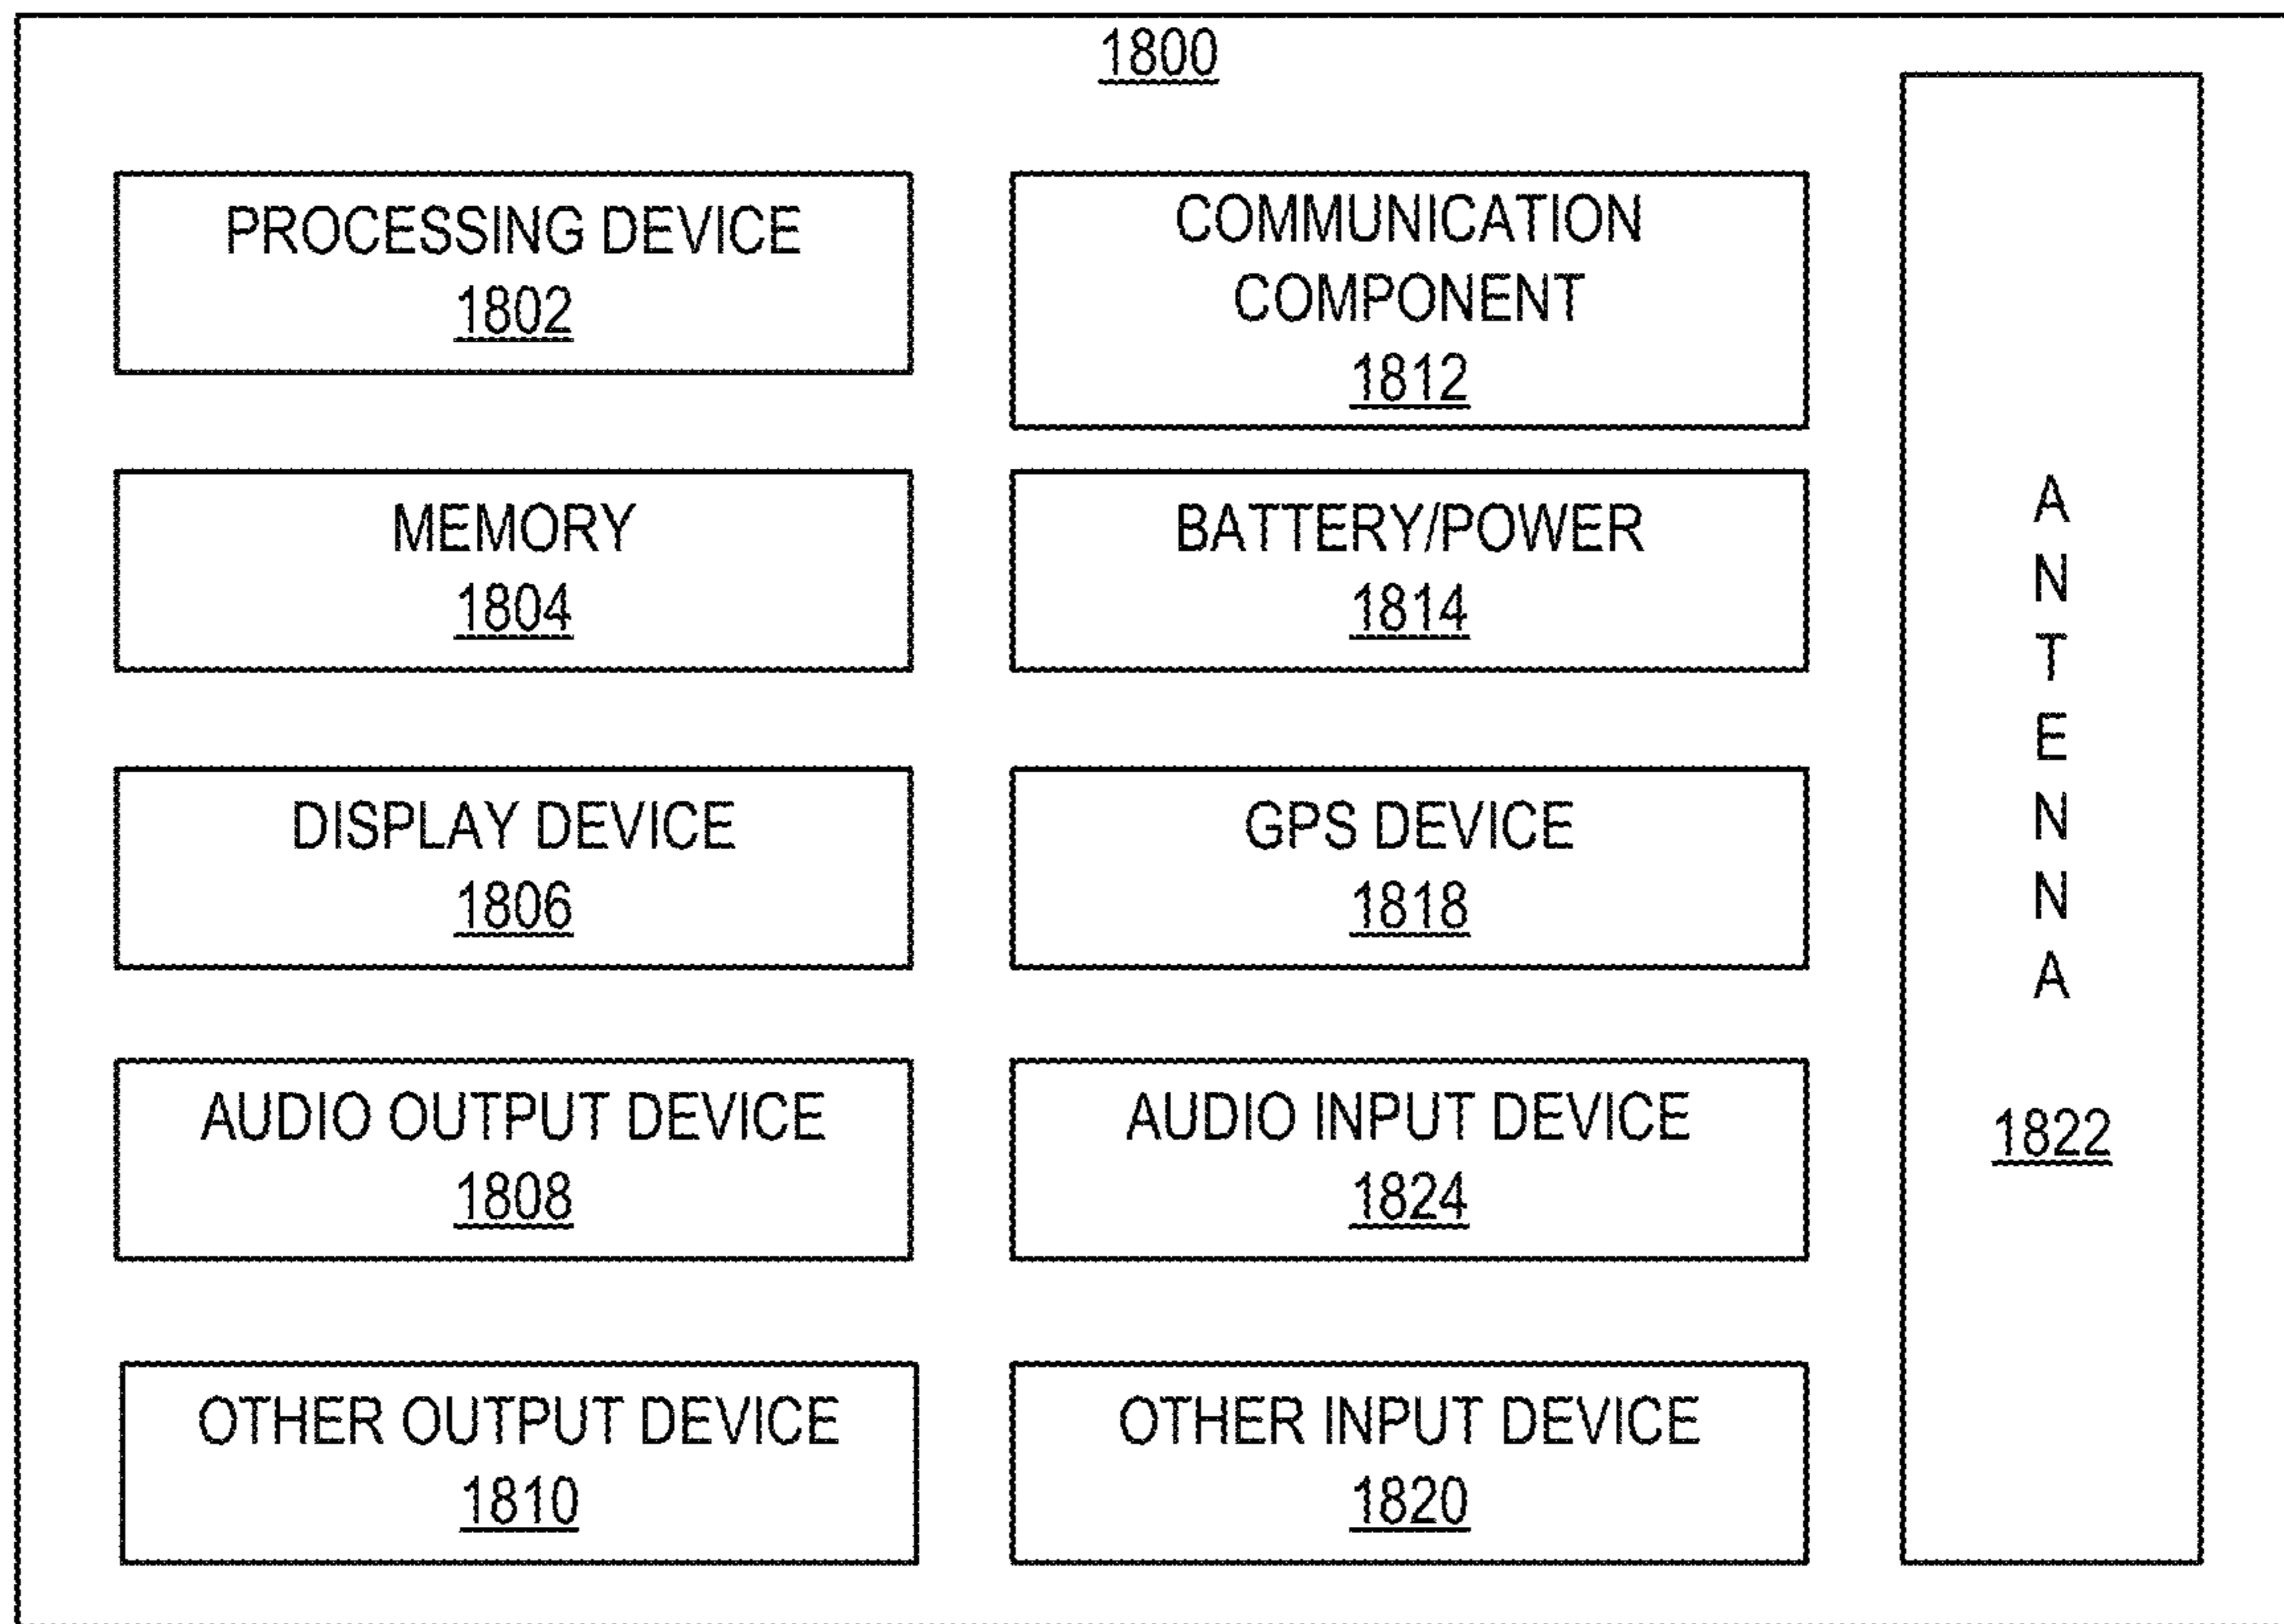 1800
PROCESSING DEVICE
1802
COMMUNICATION
COMPONENT
1812
MEMORY
1804
BATTERY/POWER
1814
DISPLAY DEVICE
1806
GPS DEVICE
1818
AUDIO OUTPUT DEVICE
1808
AUDIO INPUT DEVICE
1824
OTHER OUTPUT DEVICE
1810
OTHER INPUT DEVICE
1820
A
N
T
E
N
N
A
1822